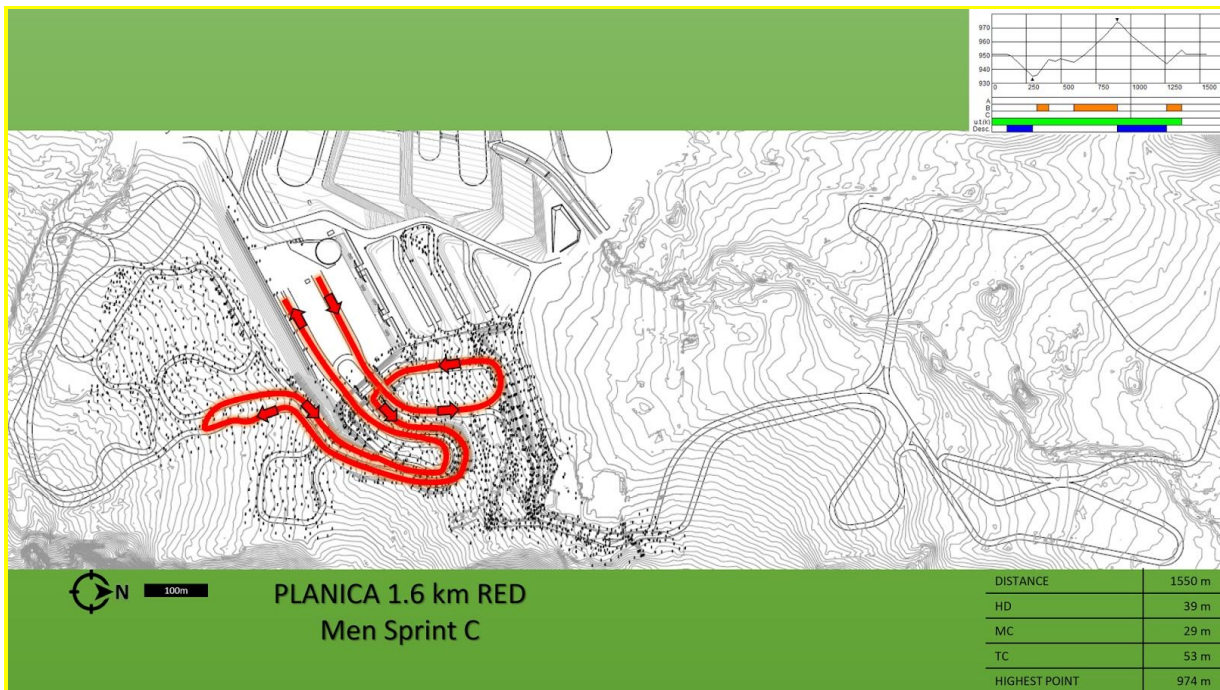 970
960
950
940
930
0 250 500 750 1000 1250 1500
A
B
C
u.t.(k)
Desc.
N
100m
PLANICA 1.6 km RED
Men Sprint C
DISTANCE 1550 m
HD 39 m
MC 29 m
TC 53 m
HIGHEST POINT 974 m